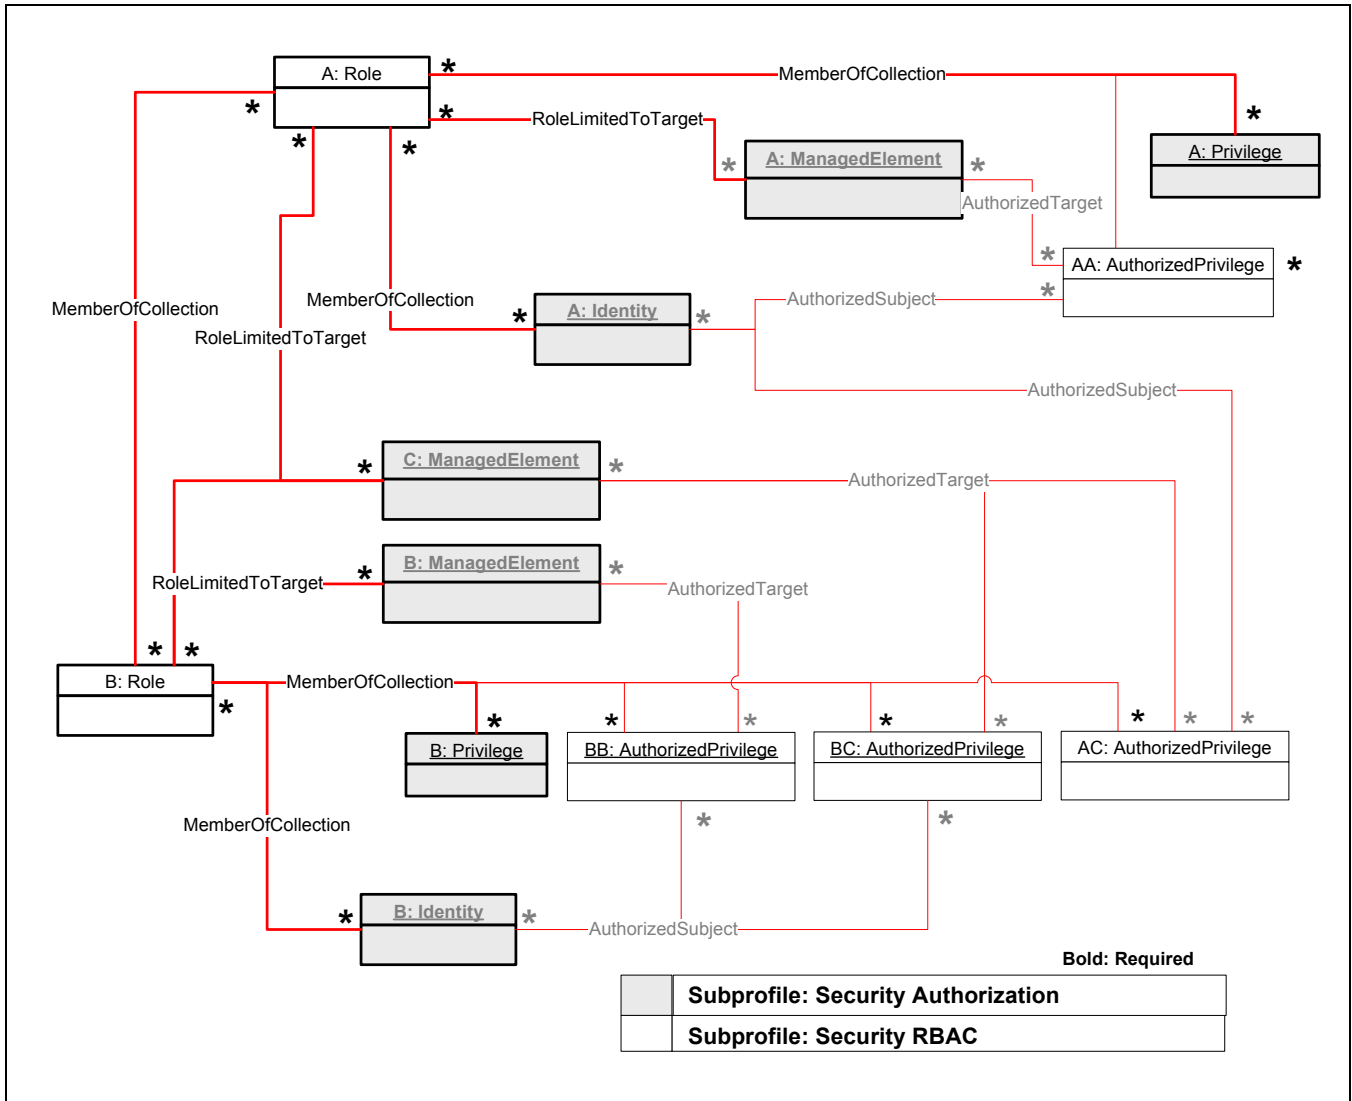 A: Role
*
MemberOfCollection
*
*
RoleLimitedToTarget
*
*
*
*
A: ManagedElement
*
A: Privilege
AuthorizedTarget
*
AA: AuthorizedPrivilege
*
MemberOfCollection
MemberOfCollection
AuthorizedSubject
*
*
A: Identity
*
RoleLimitedToTarget
AuthorizedSubject
*
C: ManagedElement
*
AuthorizedTarget
*
B: ManagedElement
*
RoleLimitedToTarget
AuthorizedTarget
*
*
B: Role
MemberOfCollection
*
*
*
*
*
*
*
*
*
B: Privilege
BB: AuthorizedPrivilege
BC: AuthorizedPrivilege
AC: AuthorizedPrivilege
MemberOfCollection
*
*
*
B: Identity
*
AuthorizedSubject
Bold: Required
Subprofile: Security Authorization
Subprofile: Security RBAC